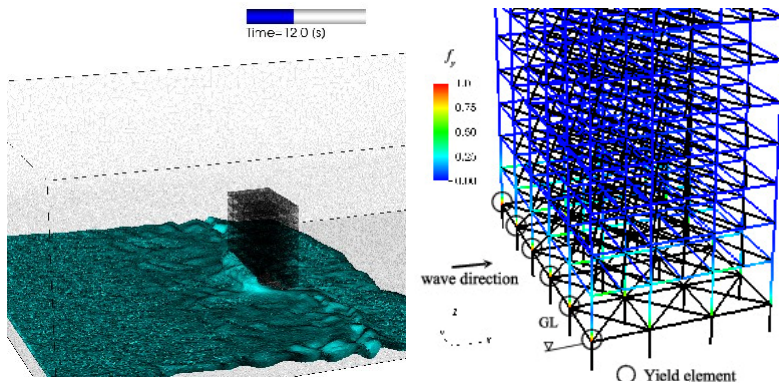 Time=12.0 (s)
f_y
1.0
0.75
0.50
0.25
0.00
wave direction
z
x
GL
Yield element